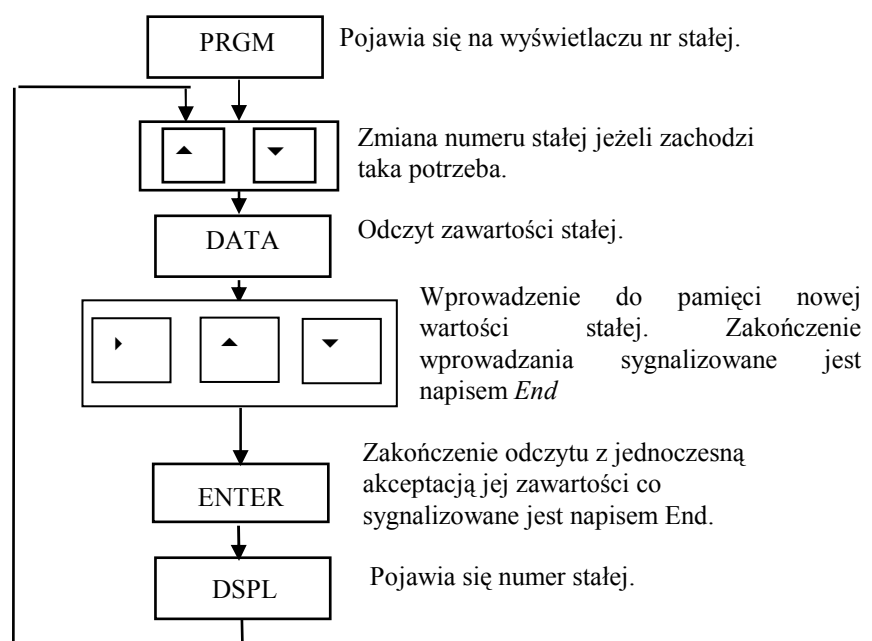 PRGM
Pojawia się na wyświetlaczu nr stałej.
Zmiana numeru stałej jeżeli zachodzi
taka potrzeba.
DATA
Odczyt zawartości stałej.
Wprowadzenie do pamięci nowej
wartości stałej. Zakończenie
wprowadzania sygnalizowane jest
napisem End
Zakończenie odczytu z jednoczesną
akceptacją jej zawartości co
sygnalizowane jest napisem End.
ENTER
DSPL
Pojawia się numer stałej.